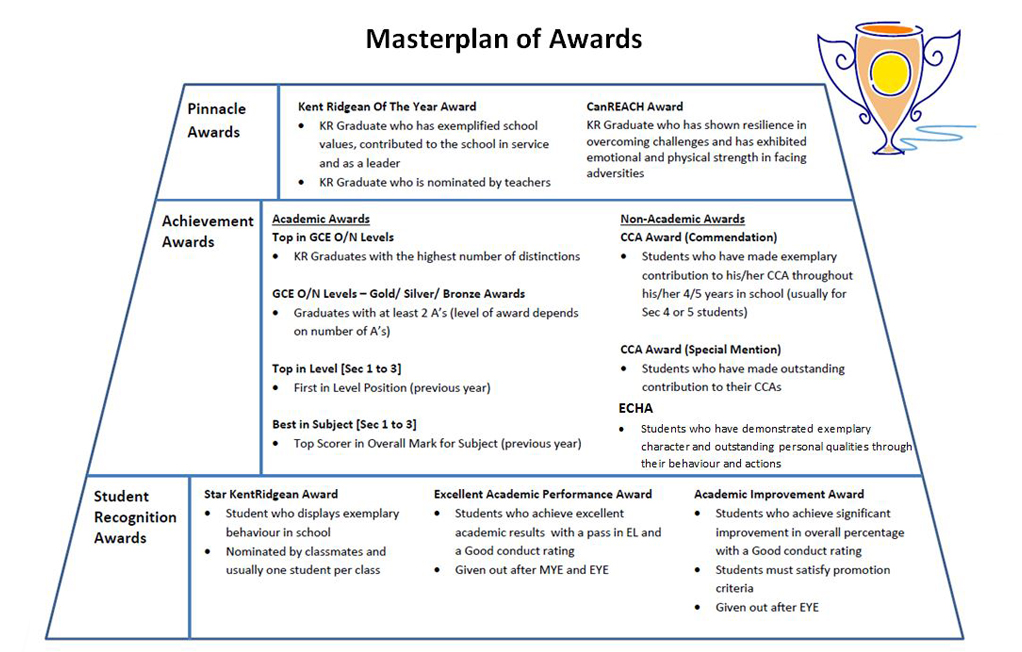 Masterplan of Awards
Pinnacle
Awards
Kent Ridgean Of The Year Award
• KR Graduate who has exemplified school
values, contributed to the school in service
and as a leader
• KR Graduate who is nominated by teachers
CanREACH Award
KR Graduate who has shown resilience in
overcoming challenges and has exhibited
emotional and physical strength in facing
adversities
Achievement
Awards
Academic Awards
Top in GCE O/N Levels
• KR Graduates with the highest number of distinctions
GCE O/N Levels – Gold/ Silver/ Bronze Awards
• Graduates with at least 2 A’s (level of award depends
on number of A’s)
Top in Level [Sec 1 to 3]
• First in Level Position (previous year)
Best in Subject [Sec 1 to 3]
• Top Scorer in Overall Mark for Subject (previous year)
Non-Academic Awards
CCA Award (Commendation)
• Students who have made exemplary
contribution to his/her CCA throughout
his/her 4/5 years in school (usually for
Sec 4 or 5 students)
CCA Award (Special Mention)
• Students who have made outstanding
contribution to their CCAs
ECHA
• Students who have demonstrated exemplary
character and outstanding personal qualities through
their behaviour and actions
Student
Recognition
Awards
Star KentRidgean Award
• Student who displays exemplary
behaviour in school
• Nominated by classmates and
usually one student per class
Excellent Academic Performance Award
• Students who achieve excellent
academic results with a pass in EL and
a Good conduct rating
• Given out after MYE and EYE
Academic Improvement Award
• Students who achieve significant
improvement in overall percentage
with a Good conduct rating
• Students must satisfy promotion
criteria
• Given out after EYE